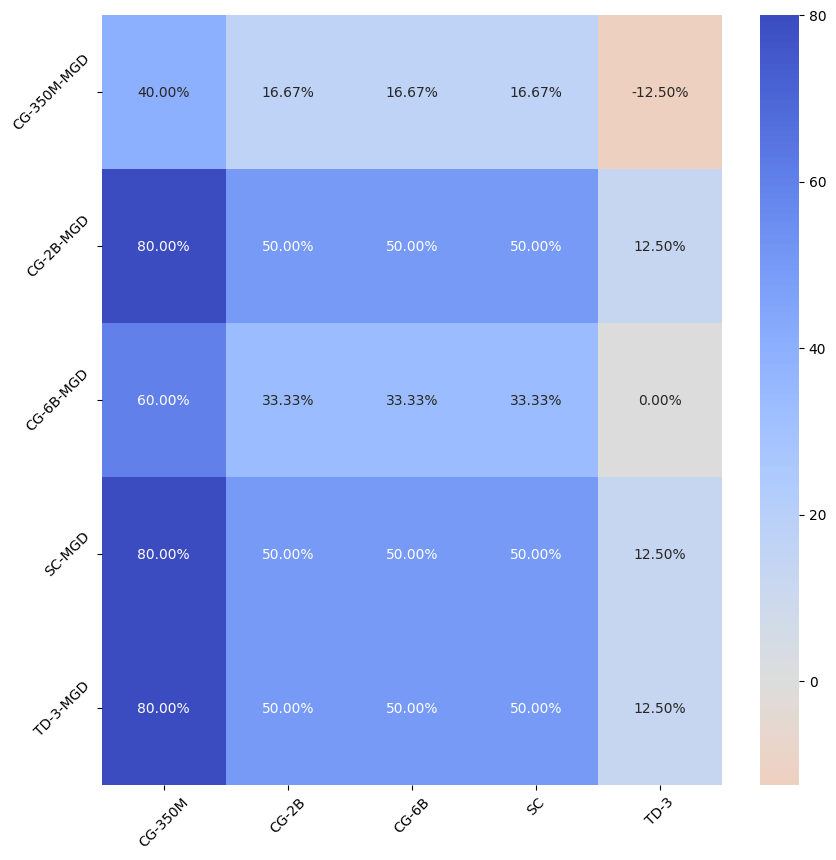 CG-350M-MGD 40.00% 16.67% 16.67% 16.67% -12.50%
CG-2B-MGD 80.00% 50.00% 50.00% 50.00% 12.50%
CG-6B-MGD 60.00% 33.33% 33.33% 33.33% 0.00%
SC-MGD 80.00% 50.00% 50.00% 50.00% 12.50%
TD-3-MGD 80.00% 50.00% 50.00% 50.00% 12.50%
CG-350M CG-2B CG-6B SC TD-3
80
60
40
20
0